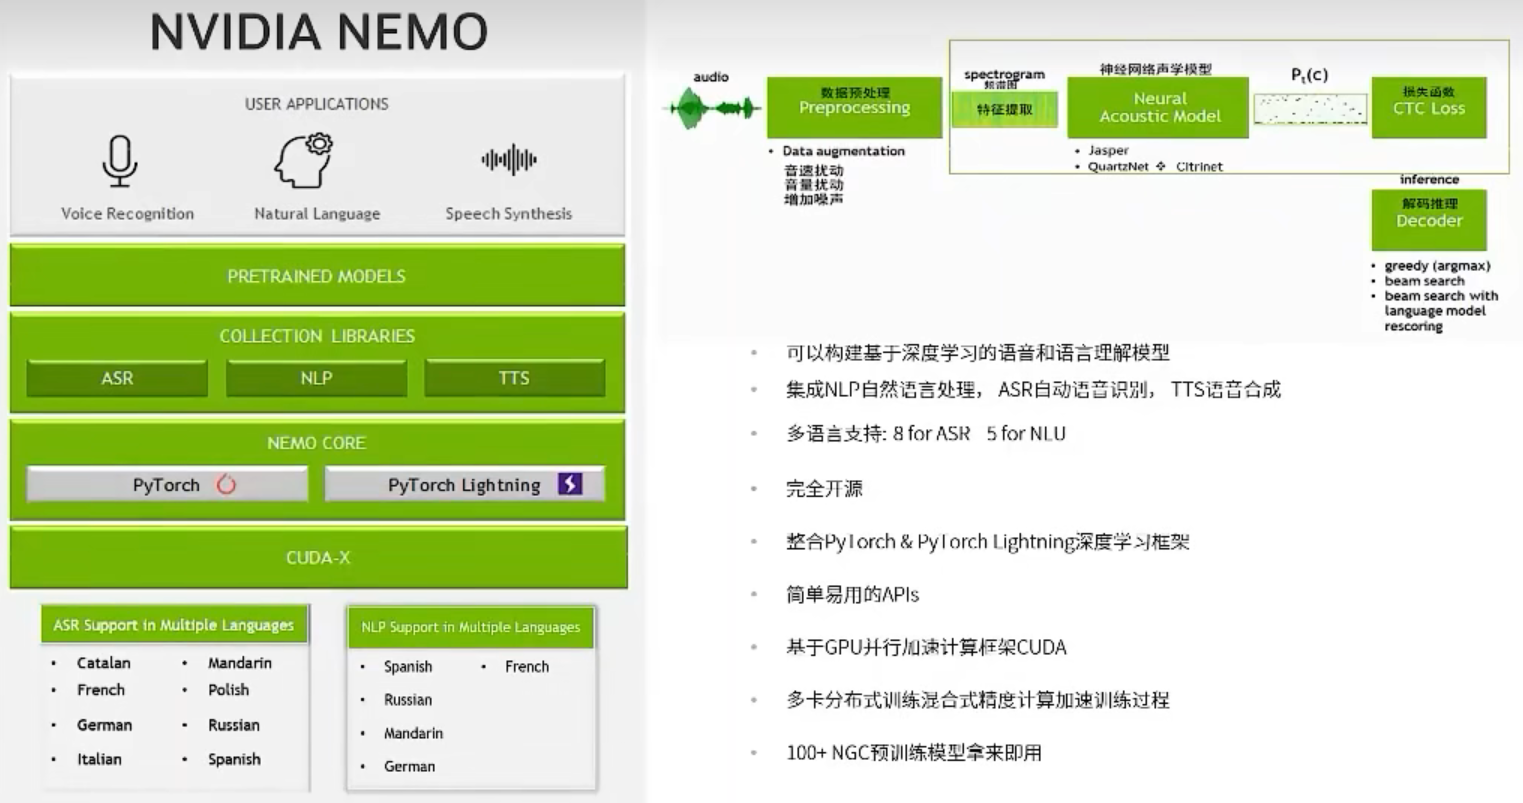 NVIDIA NEMO
USER APPLICATIONS
Voice Recognition
Natural Language
Speech Synthesis
PRETRAINED MODELS
COLLECTION LIBRARIES
ASR
NLP
TTS
NEMO CORE
PyTorch
PyTorch Lightning
CUDA-X
ASR Support in Multiple Languages
• Catalan
• French
• German
• Italian
• Mandarin
• Polish
• Russian
• Spanish
NLP Support in Multiple Languages
• Spanish
• Russian
• Mandarin
• German
• French
audio
数据预处理
Preprocessing
• Data augmentation
音速扰动
音量扰动
增加噪声
spectrogram
频谱图
特征提取
神经网络声学模型
Neural
Acoustic Model
• Jasper
• QuartzNet ❖ Citrinet
Pt(c)
损失函数
CTC Loss
inference
解码推理
Decoder
• greedy (argmax)
• beam search
• beam search with
language model
rescoring
• 可以构建基于深度学习的语音和语言理解模型
• 集成NLP自然语言处理， ASR自动语音识别， TTS语音合成
• 多语言支持: 8 for ASR 5 for NLU
• 完全开源
• 整合PyTorch & PyTorch Lightning深度学习框架
• 简单易用的APIs
• 基于GPU并行加速计算框架CUDA
• 多卡分布式训练混合式精度计算加速训练过程
• 100+ NGC预训练模型拿来即用